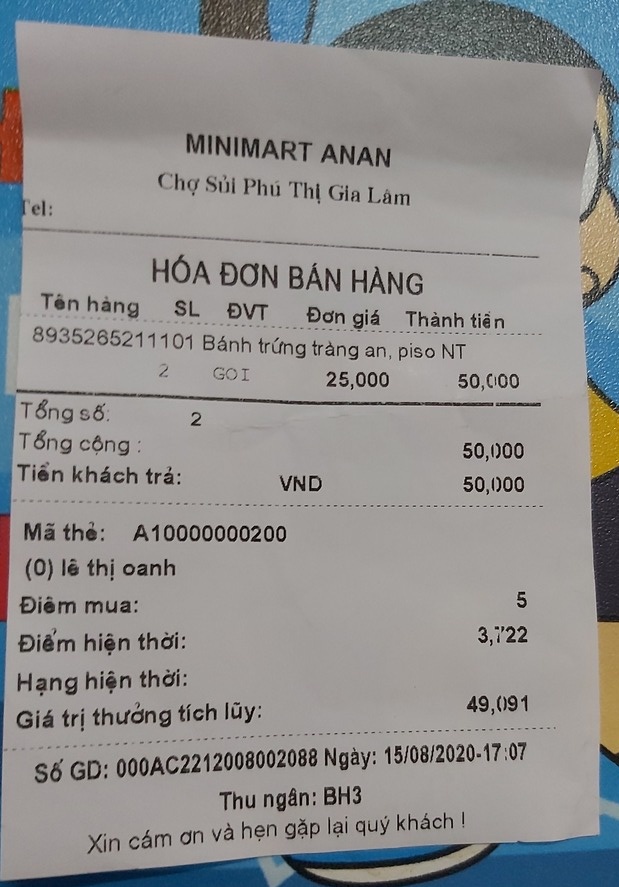 MINIMART ANAN
Chợ Sủi Phú Thị Gia Lâm
Tel:
HÓA ĐƠN BÁN HÀNG
Tên hàng SL ĐVT Đơn giá Thành tiền
8935265211101 Bánh trứng tràng an, piso NT
2 GOI 25,000 50,000
Tổng số: 2
Tổng cộng : 50,000
Tiền khách trả: VND 50,000
Mã thẻ: A10000000200
(0) lê thị oanh
Điểm mua: 5
Điểm hiện thời: 3,722
Hạng hiện thời:
Giá trị thưởng tích lũy: 49,091
Số GD: 000AC2212008002088 Ngày: 15/08/2020-17:07
Thu ngân: BH3
Xin cám ơn và hẹn gặp lại quý khách !